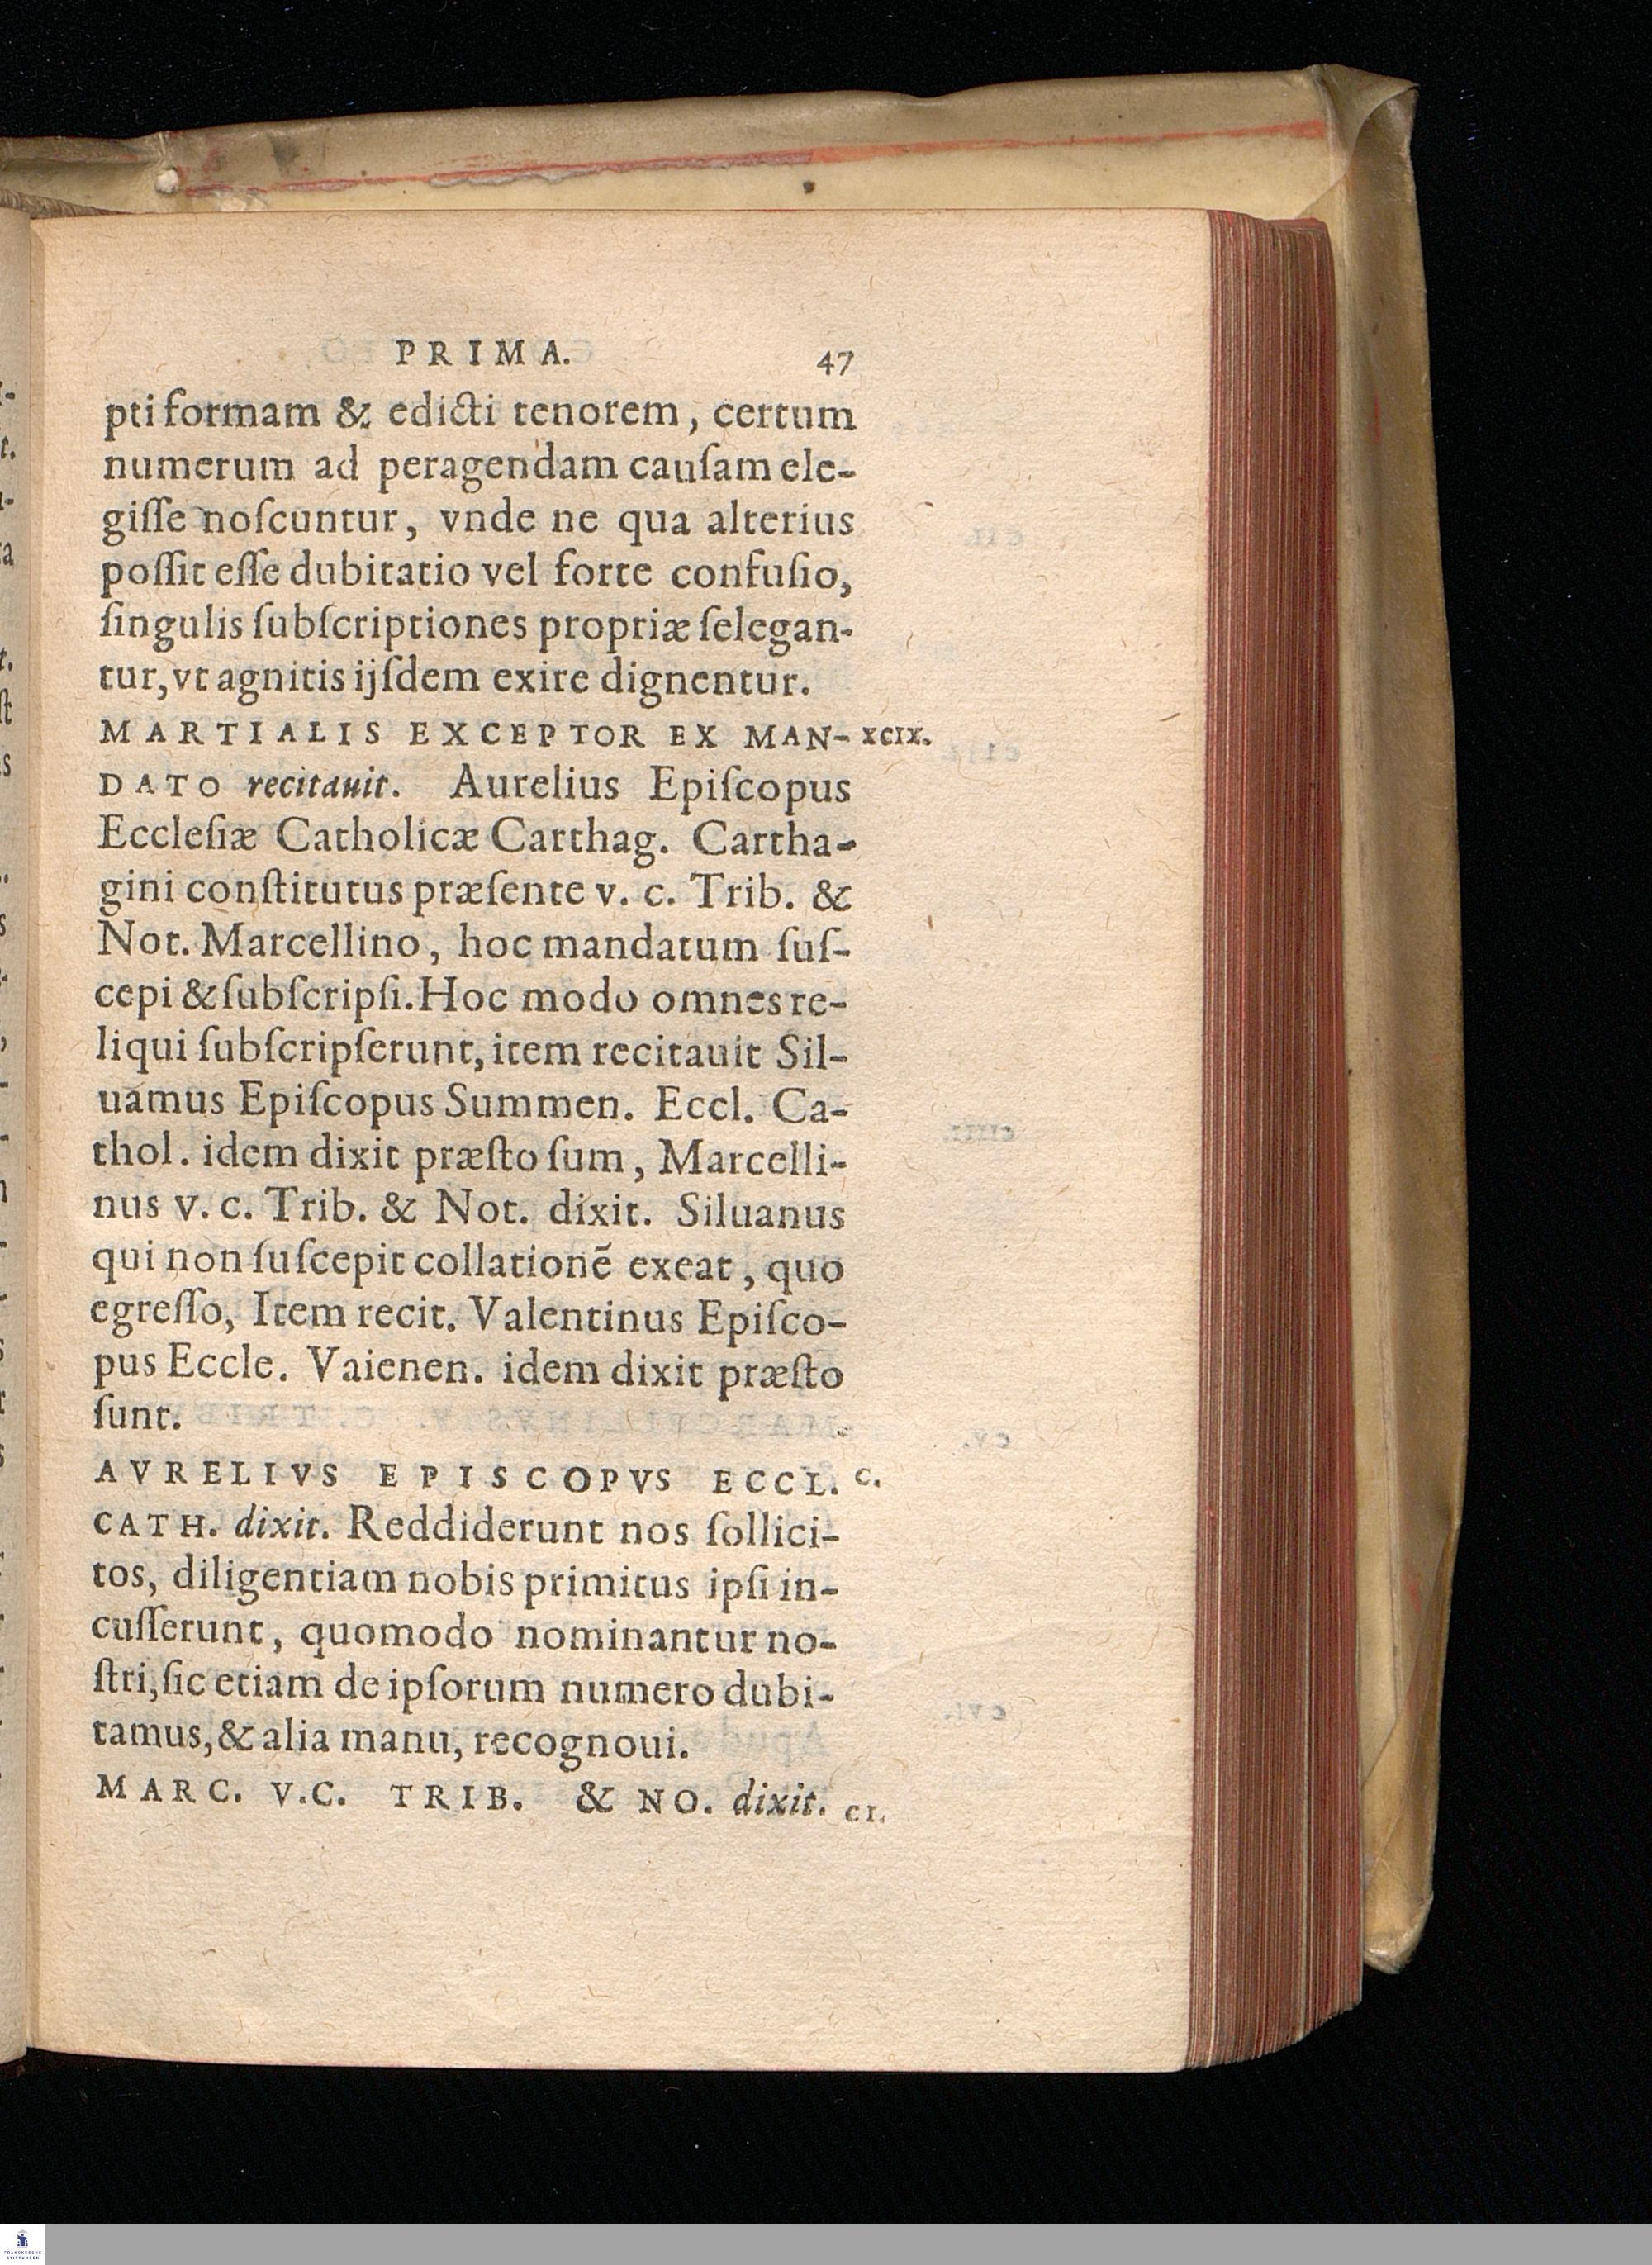 PRIMA. 47
pti formam & edicti tenorem, certum
numerum ad peragendam cauſam ele-
giſſe noſcuntur, vnde ne qua alterius
poſſit eſſe dubitatio vel forte confuſio,
ſingulis ſubſcriptiones propriæ ſelegan-
tur, vt agnitis ijſdem exire dignentur.
MARTIALIS EXCEPTOR EX MAN- XCIX.
DATO recitauit. Aurelius Epiſcopus
Eccleſiæ Catholicæ Carthag. Cartha-
gini conſtitutus præſente v. c. Trib. &
Not. Marcellino, hoc mandatum ſuſ-
cepi & ſubſcripſi. Hoc modo omnes re-
liqui ſubſcripſerunt, item recitauit Sil-
uamus Epiſcopus Summen. Eccl. Ca-
thol. idem dixit præſto ſum, Marcelli-
nus v. c. Trib. & Not. dixit. Siluanus
qui non ſuſcepit collationē exeat, quo
egreſſo, Item recit. Valentinus Epiſco-
pus Eccle. Vaienen. idem dixit præſto
ſunt.
AVRELIVS EPISCOPVS ECCL. C.
CATH. dixit. Reddiderunt nos ſollici-
tos, diligentiam nobis primitus ipſi in-
cuſſerunt, quomodo nominantur no-
ſtri, ſic etiam de ipſorum numero dubi-
tamus, & alia manu, recognoui.
MARC. V.C. TRIB. & NO. dixit. CI.
FRANCKESCHE
STIFTUNGEN